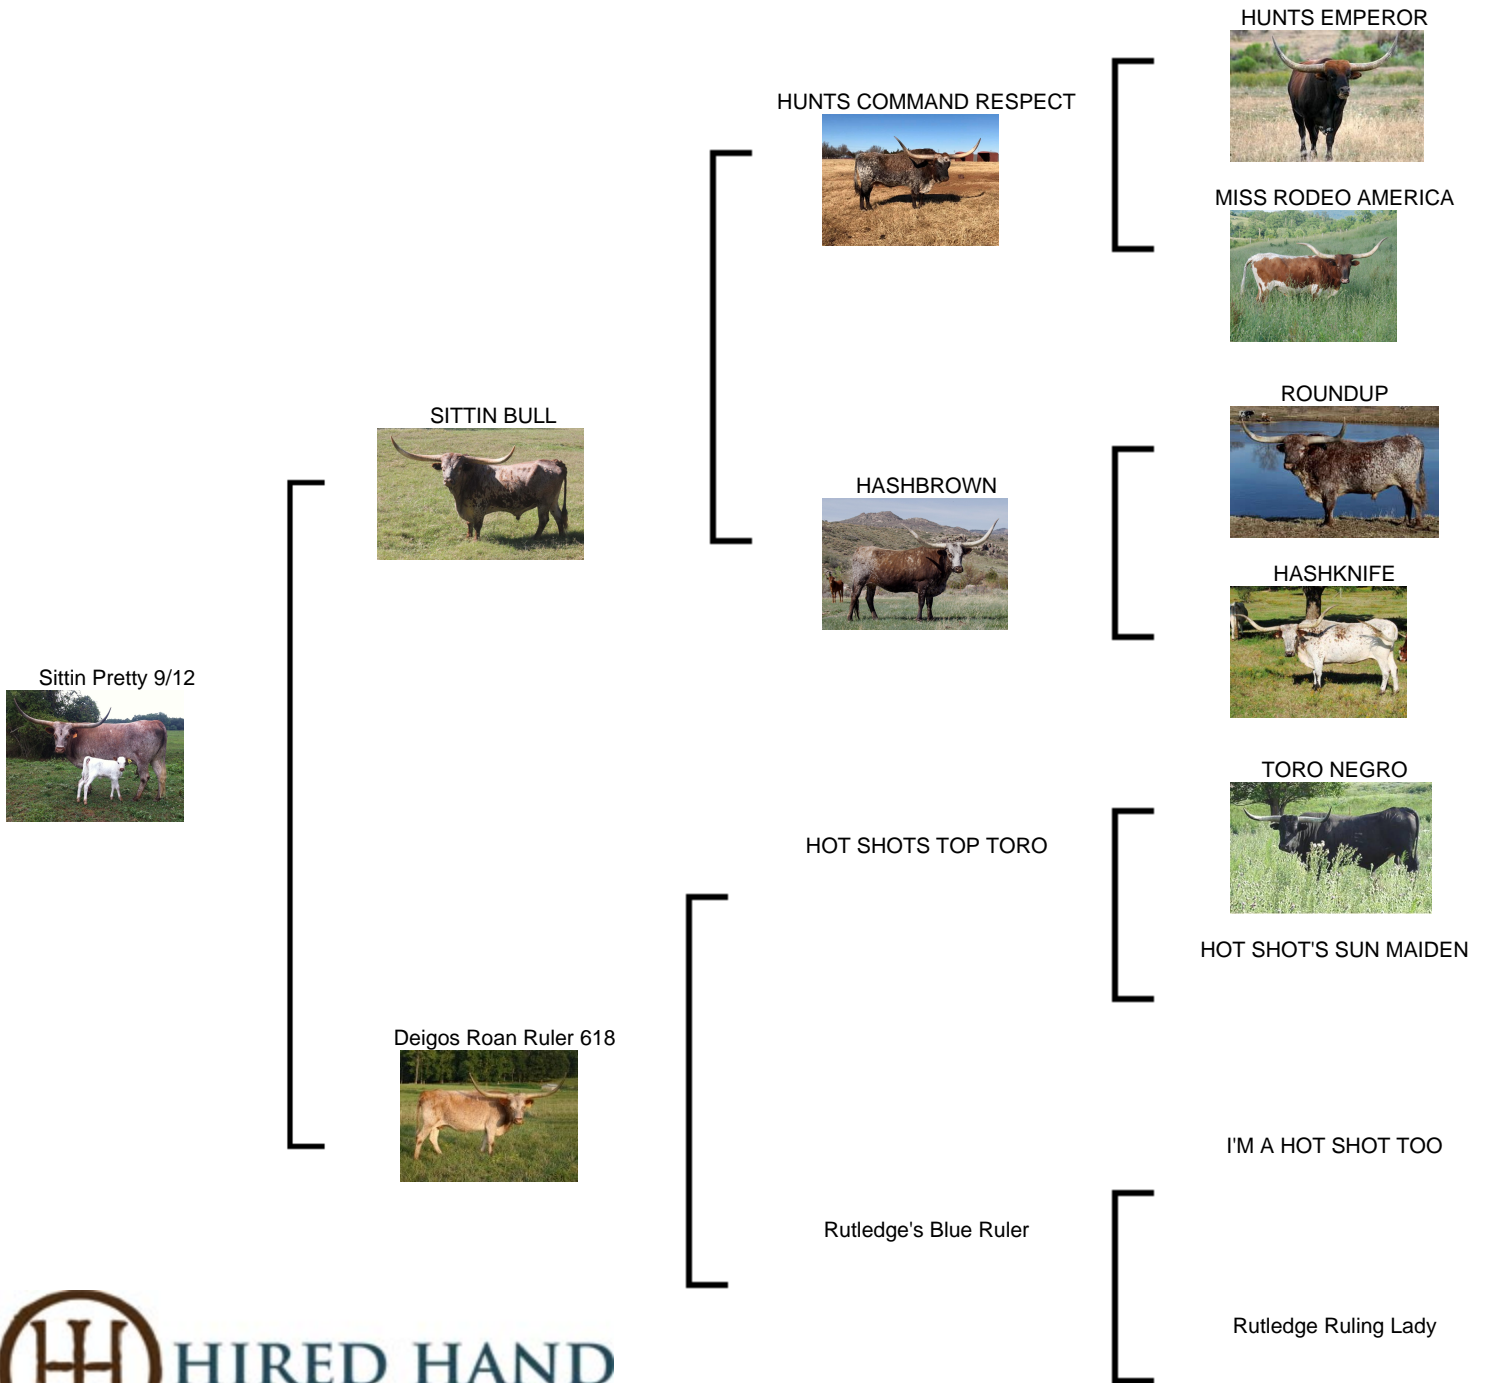 HUNTS EMPEROR
HUNTS COMMAND RESPECT
MISS RODEO AMERICA
ROUNDUP
SITTIN BULL
HASHBROWN
HASHKNIFE
Sittin Pretty 9/12
TORO NEGRO
HOT SHOTS TOP TORO
HOT SHOT'S SUN MAIDEN
Deigos Roan Ruler 618
I'M A HOT SHOT TOO
Rutledge's Blue Ruler
Rutledge Ruling Lady
HIRED HAND